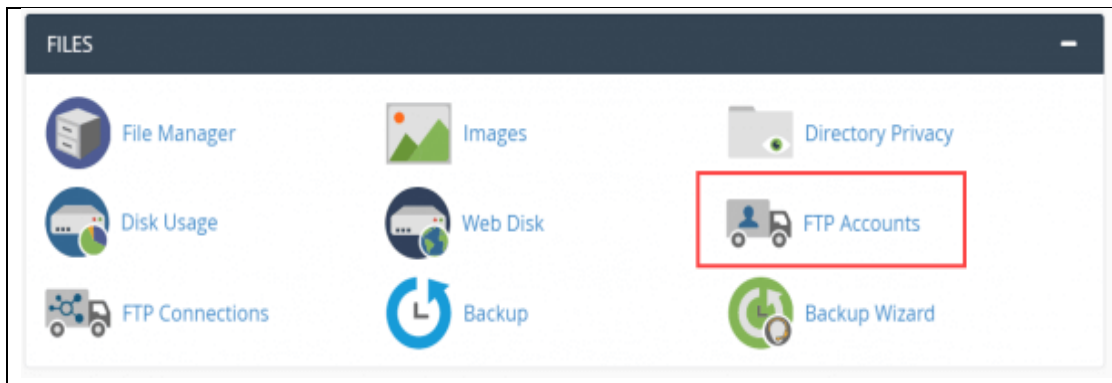 FILES
File Manager
Images
Directory Privacy
Disk Usage
Web Disk
FTP Accounts
FTP Connections
Backup
Backup Wizard